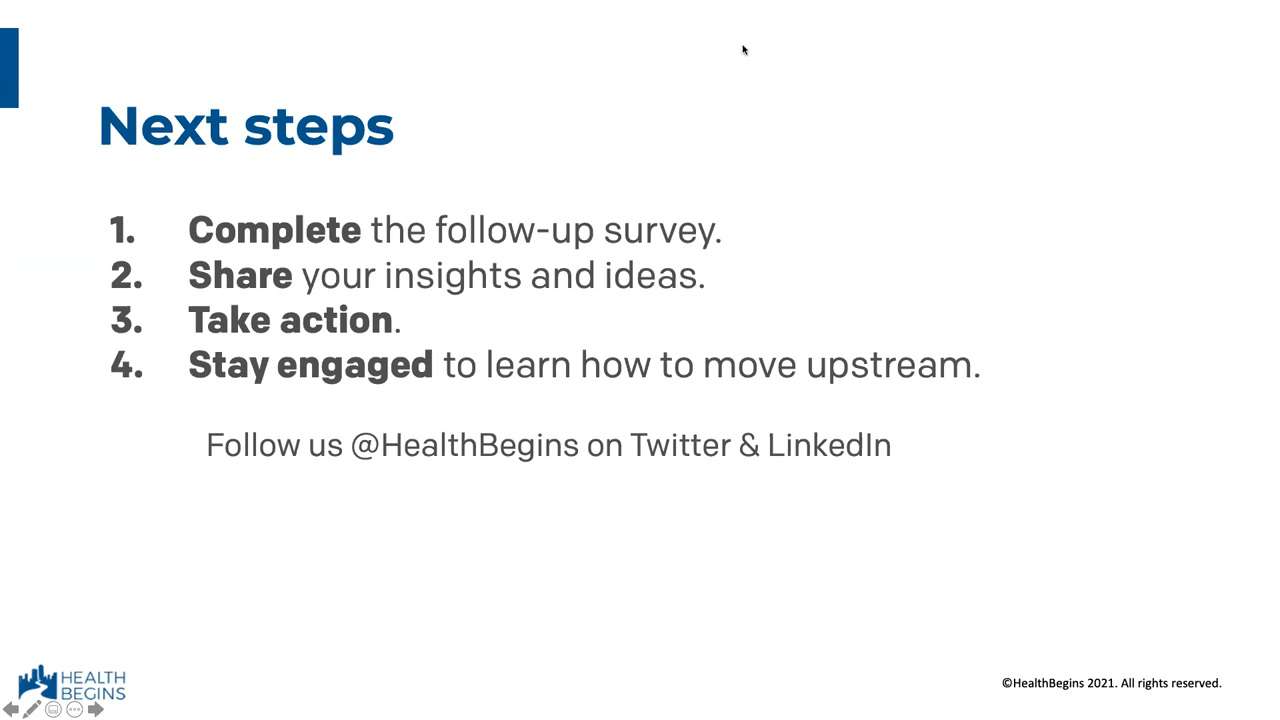 Next steps
1. Complete the follow-up survey.
2. Share your insights and ideas.
3. Take action.
4. Stay engaged to learn how to move upstream.
Follow us @HealthBegins on Twitter & LinkedIn
HEALTH
BEGINS
©HealthBegins 2021. All rights reserved.